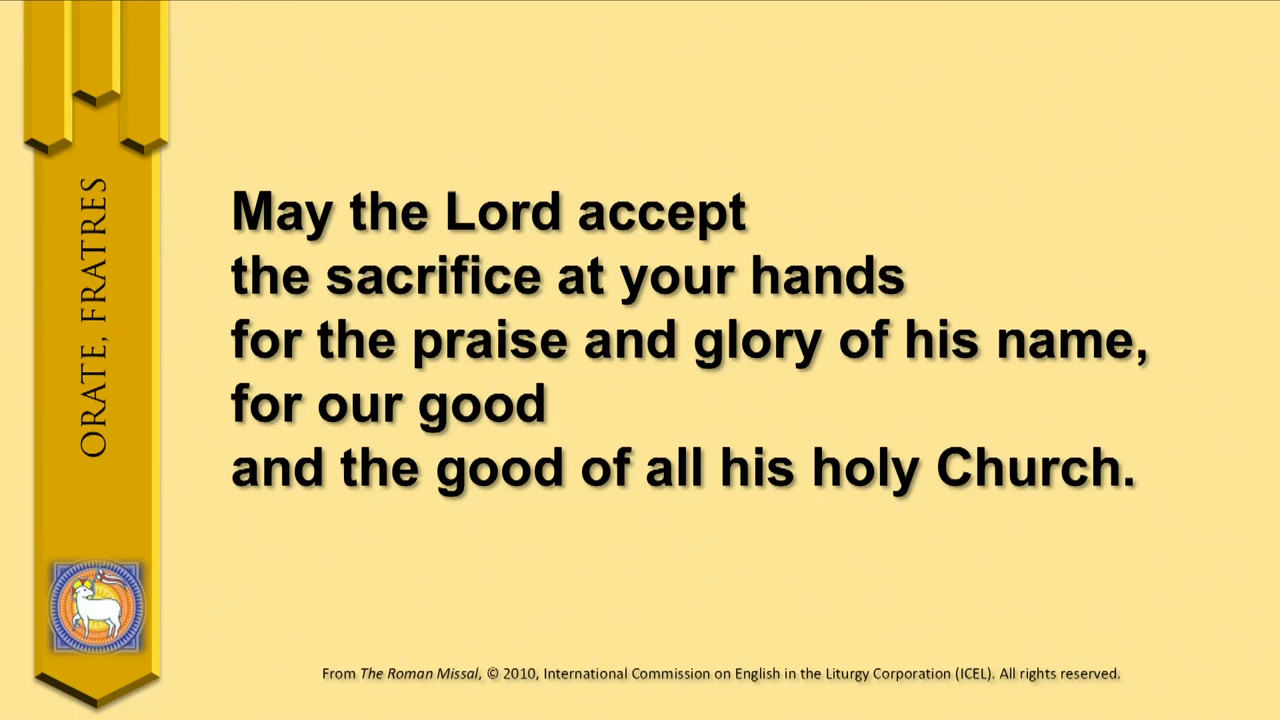 ORATE, FRATRES
May the Lord accept
the sacrifice at your hands
for the praise and glory of his name,
for our good
and the good of all his holy Church.
From The Roman Missal, © 2010, International Commission on English in the Liturgy Corporation (ICEL). All rights reserved.